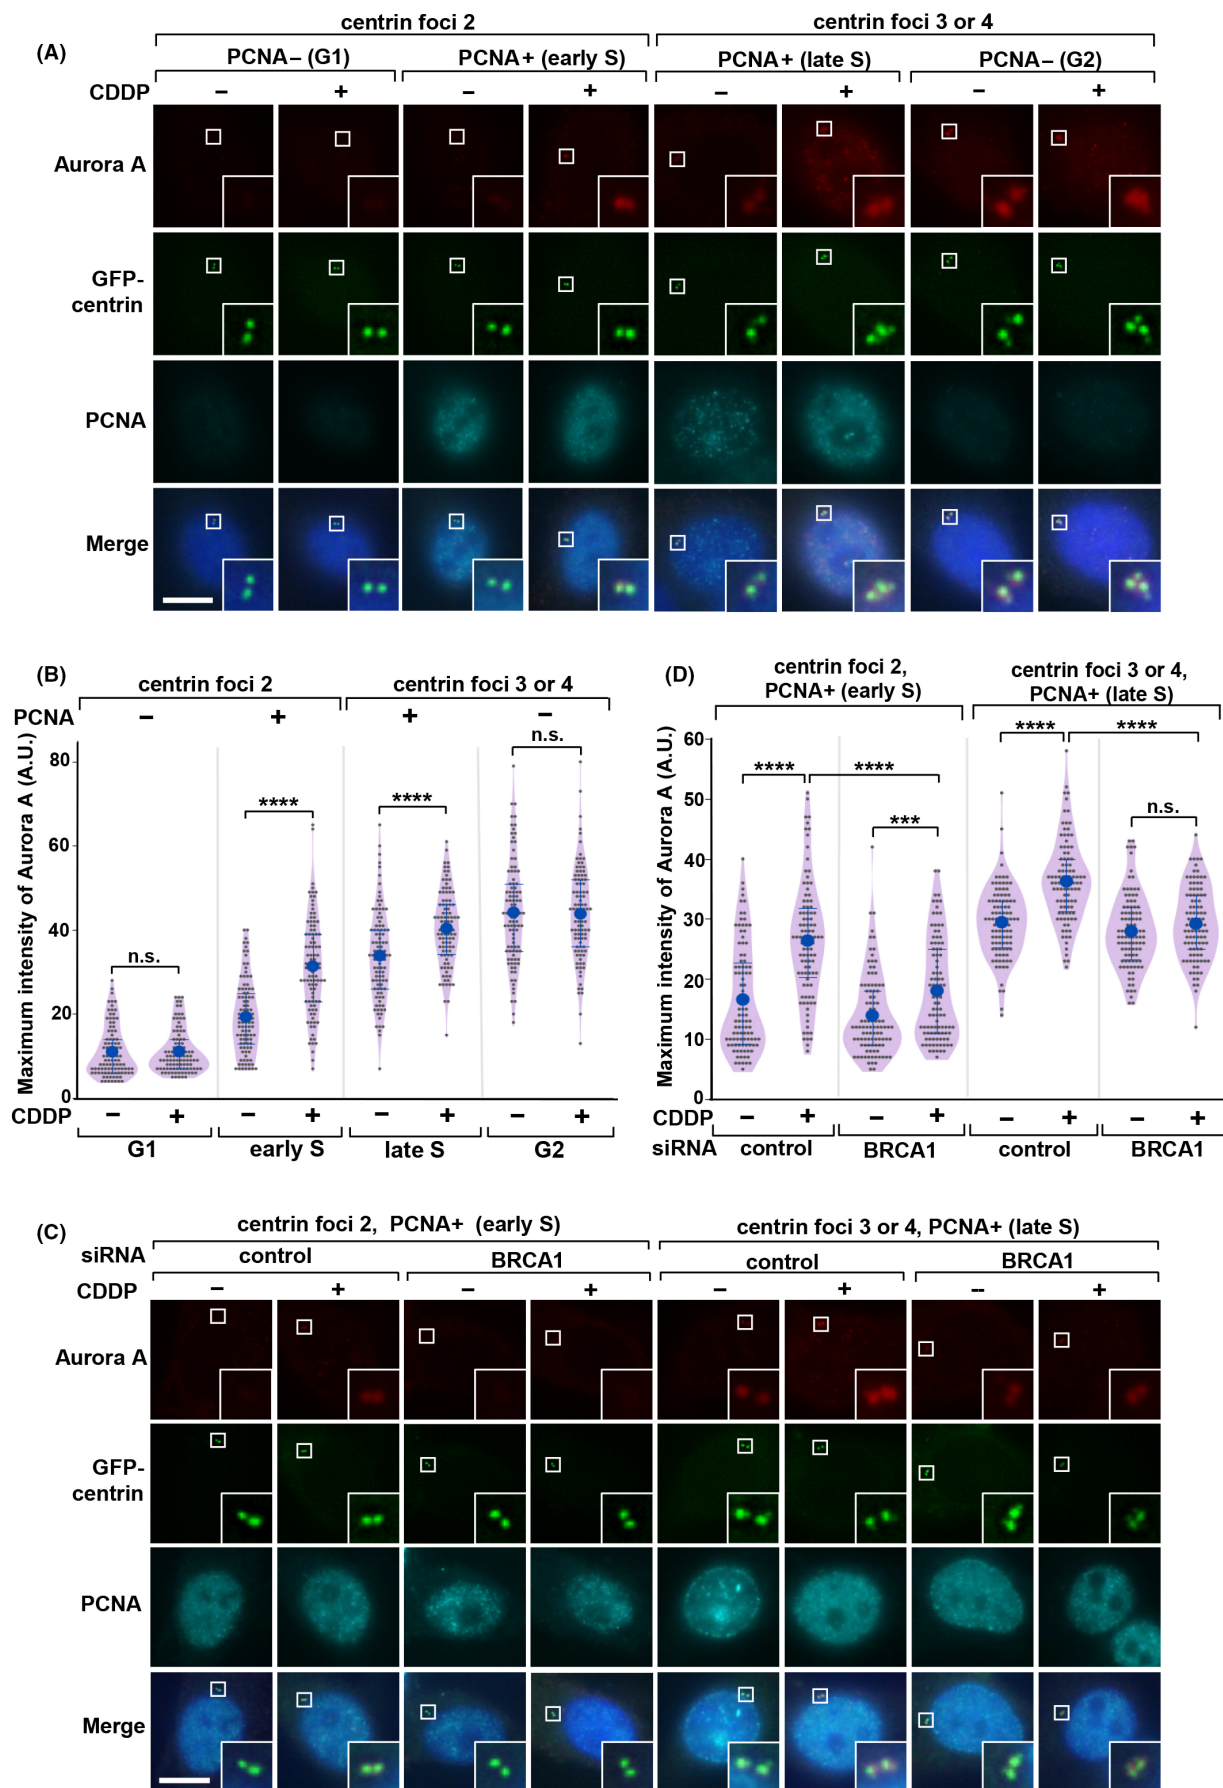 centrin foci 2 centrin foci 3 or 4
(A)
PCNA− (G1) PCNA+ (early S) PCNA+ (late S) PCNA− (G2)
CDDP − + − + − + − +
Aurora A
GFP-
centrin
PCNA
Merge
(B)
centrin foci 2 centrin foci 3 or 4
PCNA − + + −
Maximum intensity of Aurora A (A.U.)
80
60
40
20
0
n.s. **** **** n.s.
CDDP − + − + − + − +
G1 early S late S G2
(D)
centrin foci 2, centrin foci 3 or 4,
PCNA+ (early S) PCNA+ (late S)
Maximum intensity of Aurora A (A.U.)
60
50
40
30
20
10
0
**** **** *** **** **** n.s.
CDDP − + − + − + − +
siRNA control BRCA1 control BRCA1
(C)
centrin foci 2, PCNA+ (early S) centrin foci 3 or 4, PCNA+ (late S)
siRNA control BRCA1 control BRCA1
CDDP − + − + − + -- +
Aurora A
GFP-
centrin
PCNA
Merge